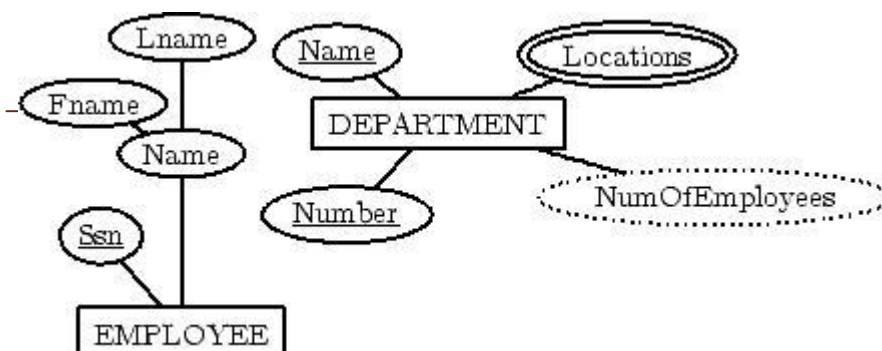 Lname
Name
Locations
Fname
DEPARTMENT
Name
NumOfEmployees
Number
Ssn
EMPLOYEE